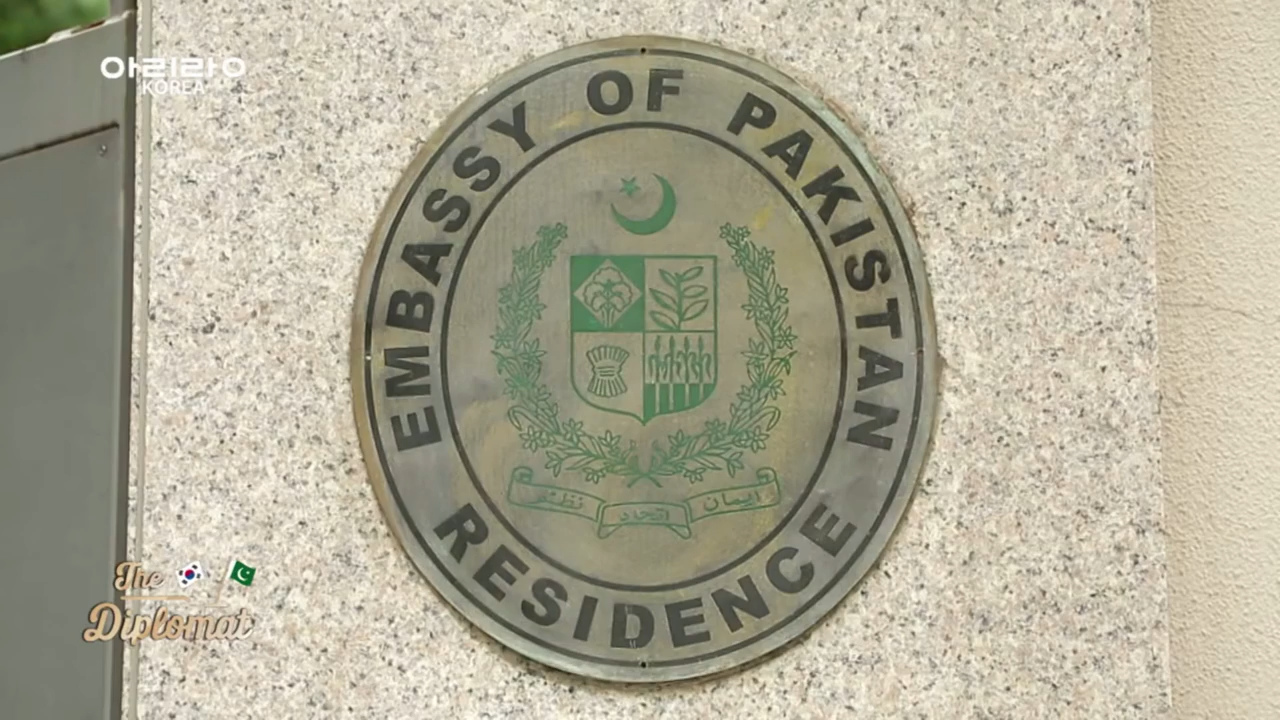 아리랑
KOREA
EMBASSY OF PAKISTAN
ایمان اتحاد نظم
RESIDENCE
The
Diplomat